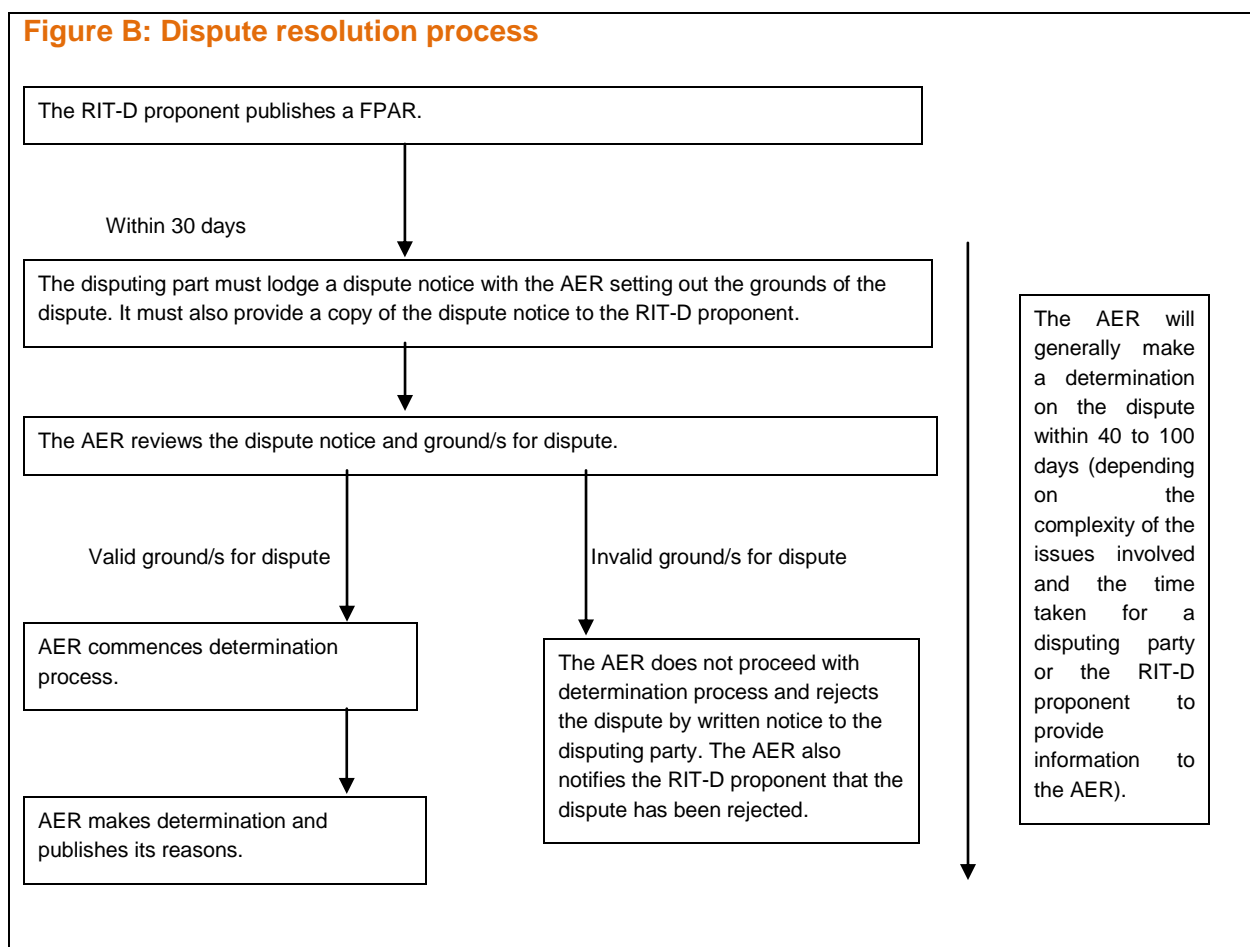 Figure B: Dispute resolution process
The RIT-D proponent publishes a FPAR.
Within 30 days
The disputing part must lodge a dispute notice with the AER setting out the grounds of the
dispute. It must also provide a copy of the dispute notice to the RIT-D proponent.
The AER reviews the dispute notice and ground/s for dispute.
Valid ground/s for dispute
Invalid ground/s for dispute
AER commences determination
process.
The AER does not proceed with
determination process and rejects
the dispute by written notice to the
disputing party. The AER also
notifies the RIT-D proponent that the
dispute has been rejected.
AER makes determination and
publishes its reasons.
The AER will
generally make
a determination
on the dispute
within 40 to 100
days (depending
on the
complexity of the
issues involved
and the time
taken for a
disputing party
or the RIT-D
proponent to
provide
information to
the AER).